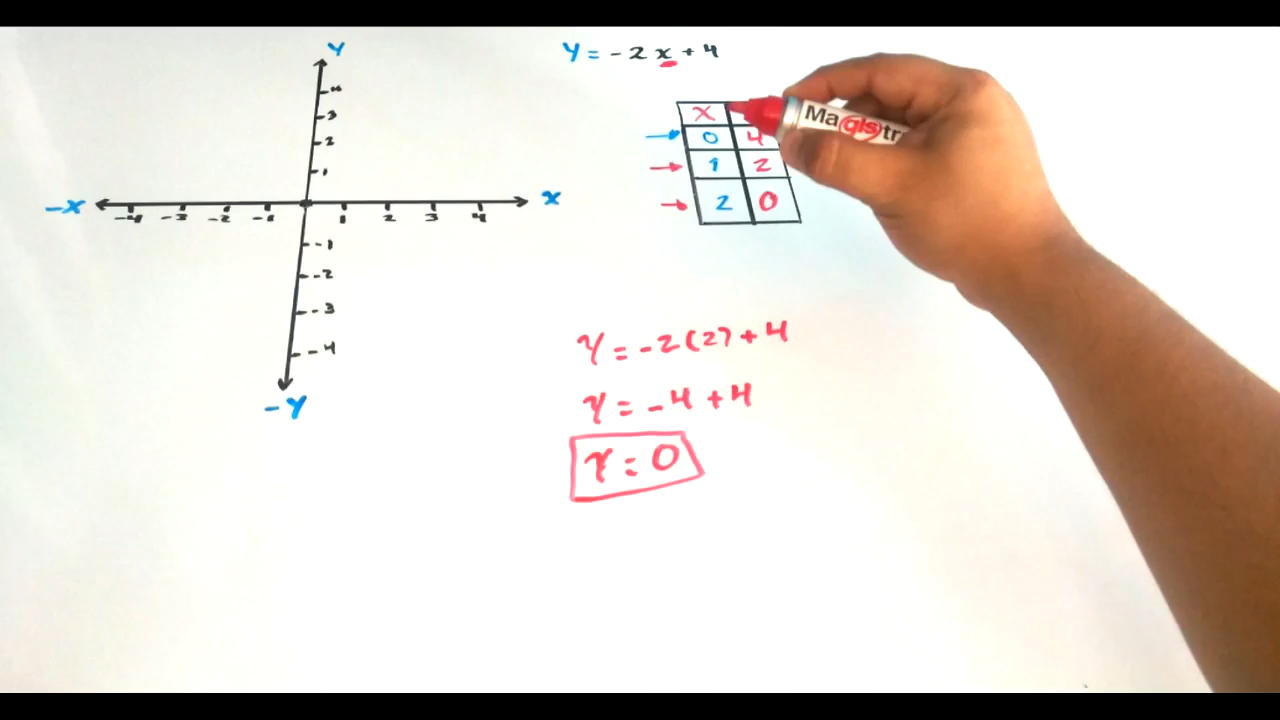 Y
Y = -2x + 4
4
3
2
1
-X
X
-4 -3 -2 -1 1 2 3 4
-1
-2
-3
-4
-Y
X
0 4
1 2
2 0
Magistr
Y = -2(2) + 4
Y = -4 + 4
Y = 0